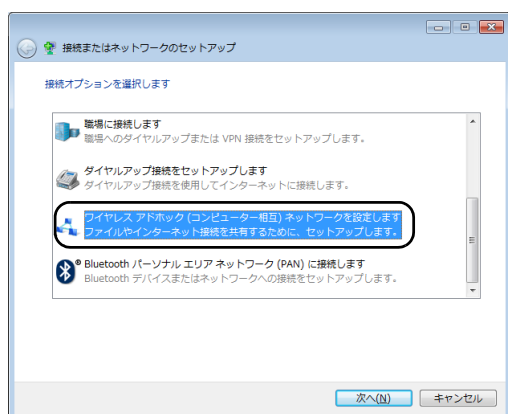 接続またはネットワークのセットアップ
接続オプションを選択します
職場に接続します
職場へのダイヤルアップまたは VPN 接続をセットアップします。
ダイヤルアップ接続をセットアップします
ダイヤルアップ接続を使用してインターネットに接続します。
ワイヤレス アドホック (コンピューター相互) ネットワークを設定します
ファイルやインターネット接続を共有するために、セットアップします。
Bluetooth パーソナル エリア ネットワーク (PAN) に接続します
Bluetooth デバイスまたはネットワークへの接続をセットアップします。
次へ(N)
キャンセル